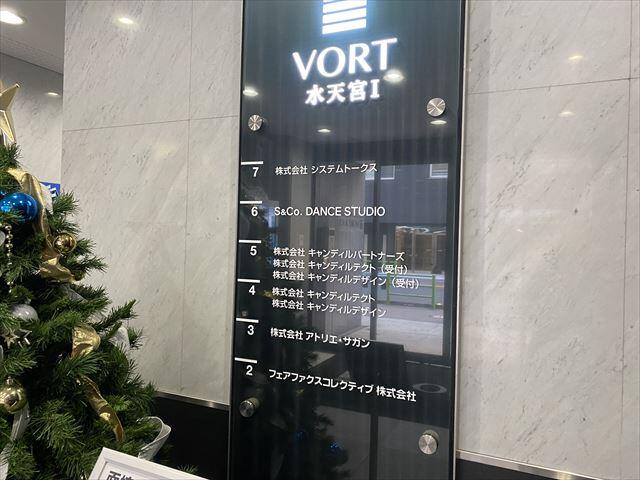 VORT
水天宮I
7 株式会社 システムトークス
6 S&Co. DANCE STUDIO
5 株式会社 キャンディルパートナーズ
株式会社 キャンディルテクト（受付）
株式会社 キャンディルデザイン（受付）
4 株式会社 キャンディルテクト
株式会社 キャンディルデザイン
3 株式会社 アトリエ・サガン
2 フェアファクスコレクティブ 株式会社